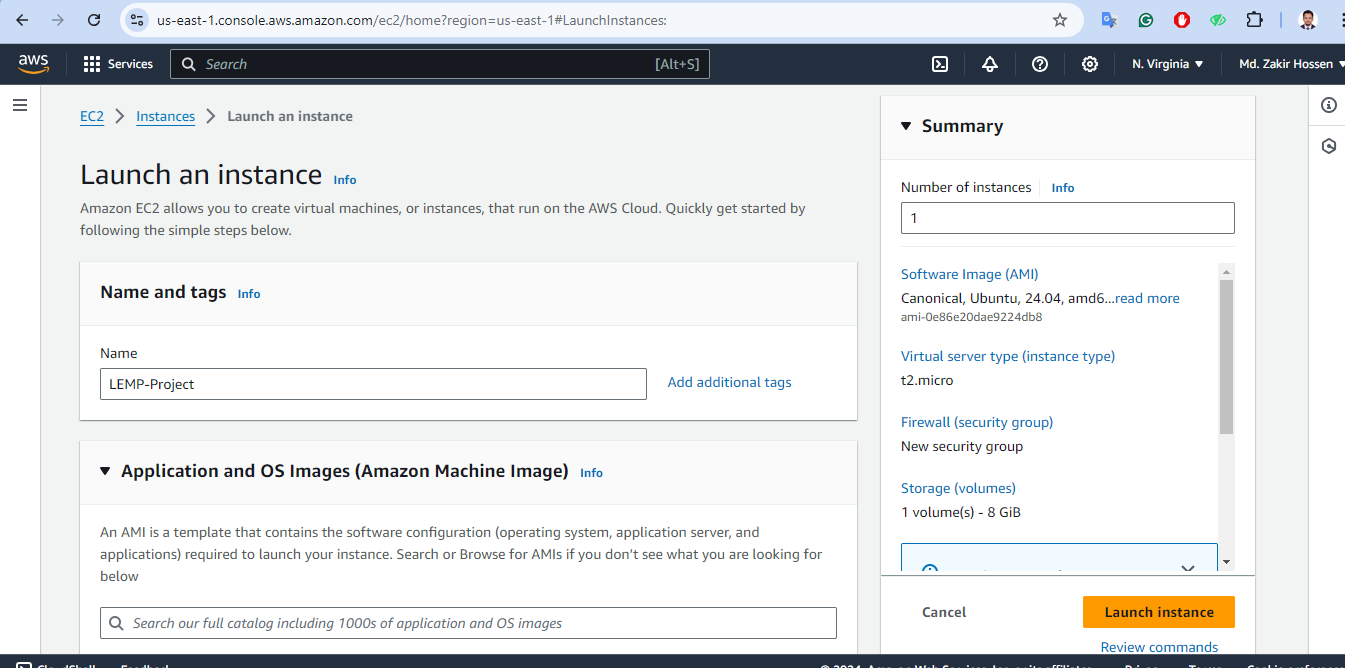 us-east-1.console.aws.amazon.com/ec2/home?region=us-east-1#LaunchInstances:
aws
Services
Search
[Alt+S]
N. Virginia
Md. Zakir Hossen
EC2
Instances
Launch an instance
Launch an instance
Info
Amazon EC2 allows you to create virtual machines, or instances, that run on the AWS Cloud. Quickly get started by
following the simple steps below.
Name and tags
Info
Name
LEMP-Project
Add additional tags
Application and OS Images (Amazon Machine Image)
Info
An AMI is a template that contains the software configuration (operating system, application server, and
applications) required to launch your instance. Search or Browse for AMIs if you don't see what you are looking for
below
Search our full catalog including 1000s of application and OS images
Summary
Number of instances
Info
1
Software Image (AMI)
Canonical, Ubuntu, 24.04, amd6...read more
ami-0e86e20dae9224db8
Virtual server type (instance type)
t2.micro
Firewall (security group)
New security group
Storage (volumes)
1 volume(s) - 8 GiB
Cancel
Launch instance
Review commands
CloudShell
Feedback